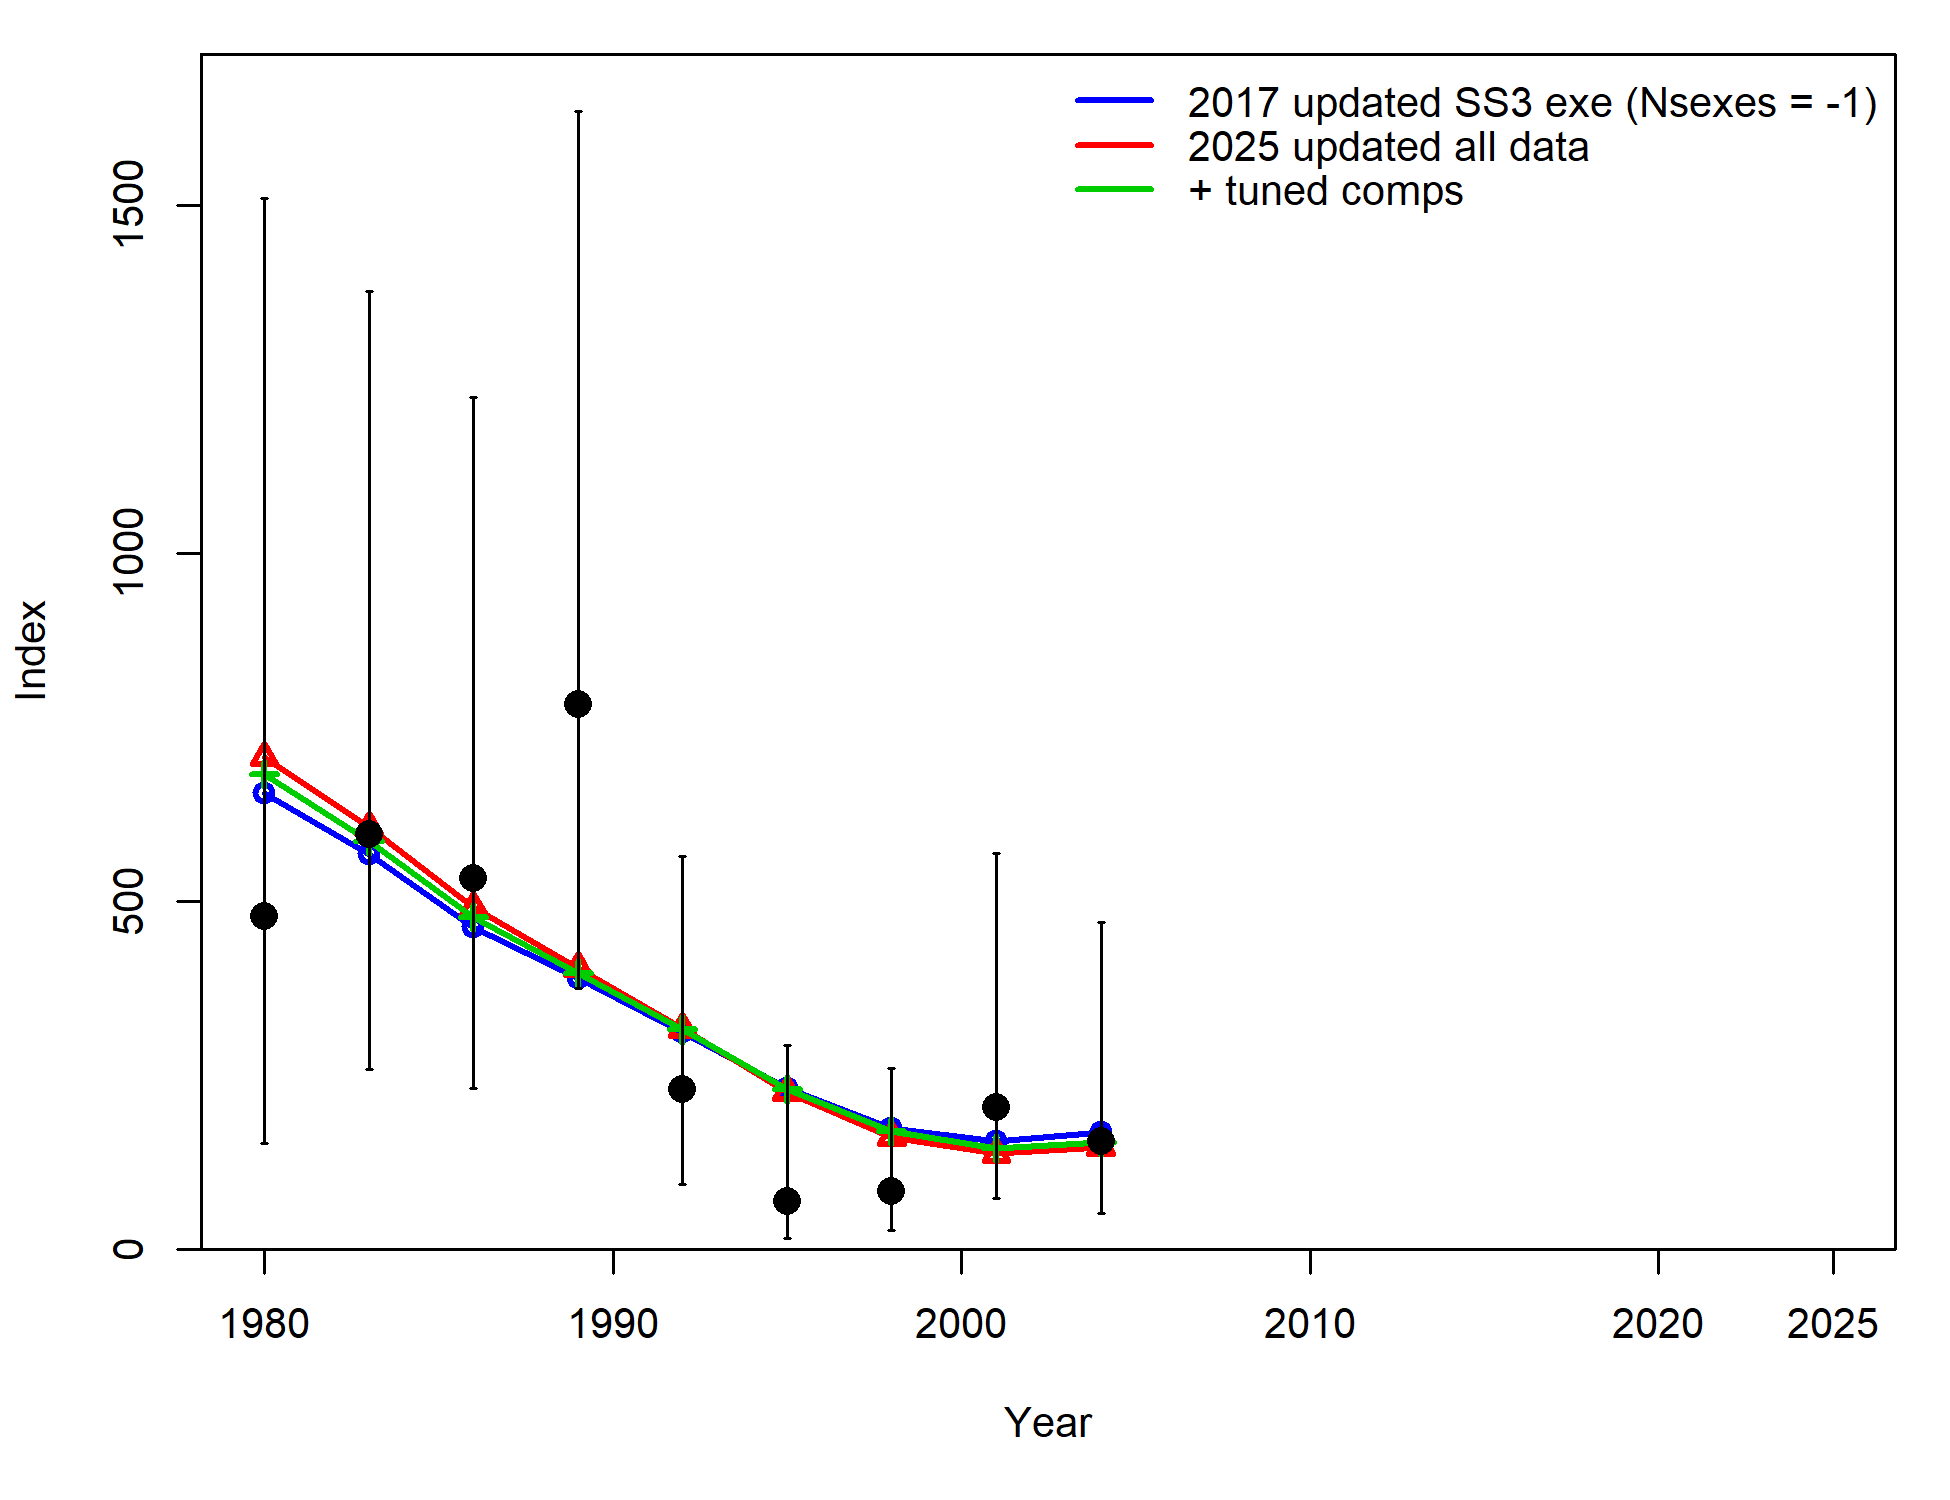 2017 updated SS3 exe (Nsexes = -1)
2025 updated all data
+ tuned comps
1500
1000
500
0
Index
1980 1990 2000 2010 2020 2025
Year